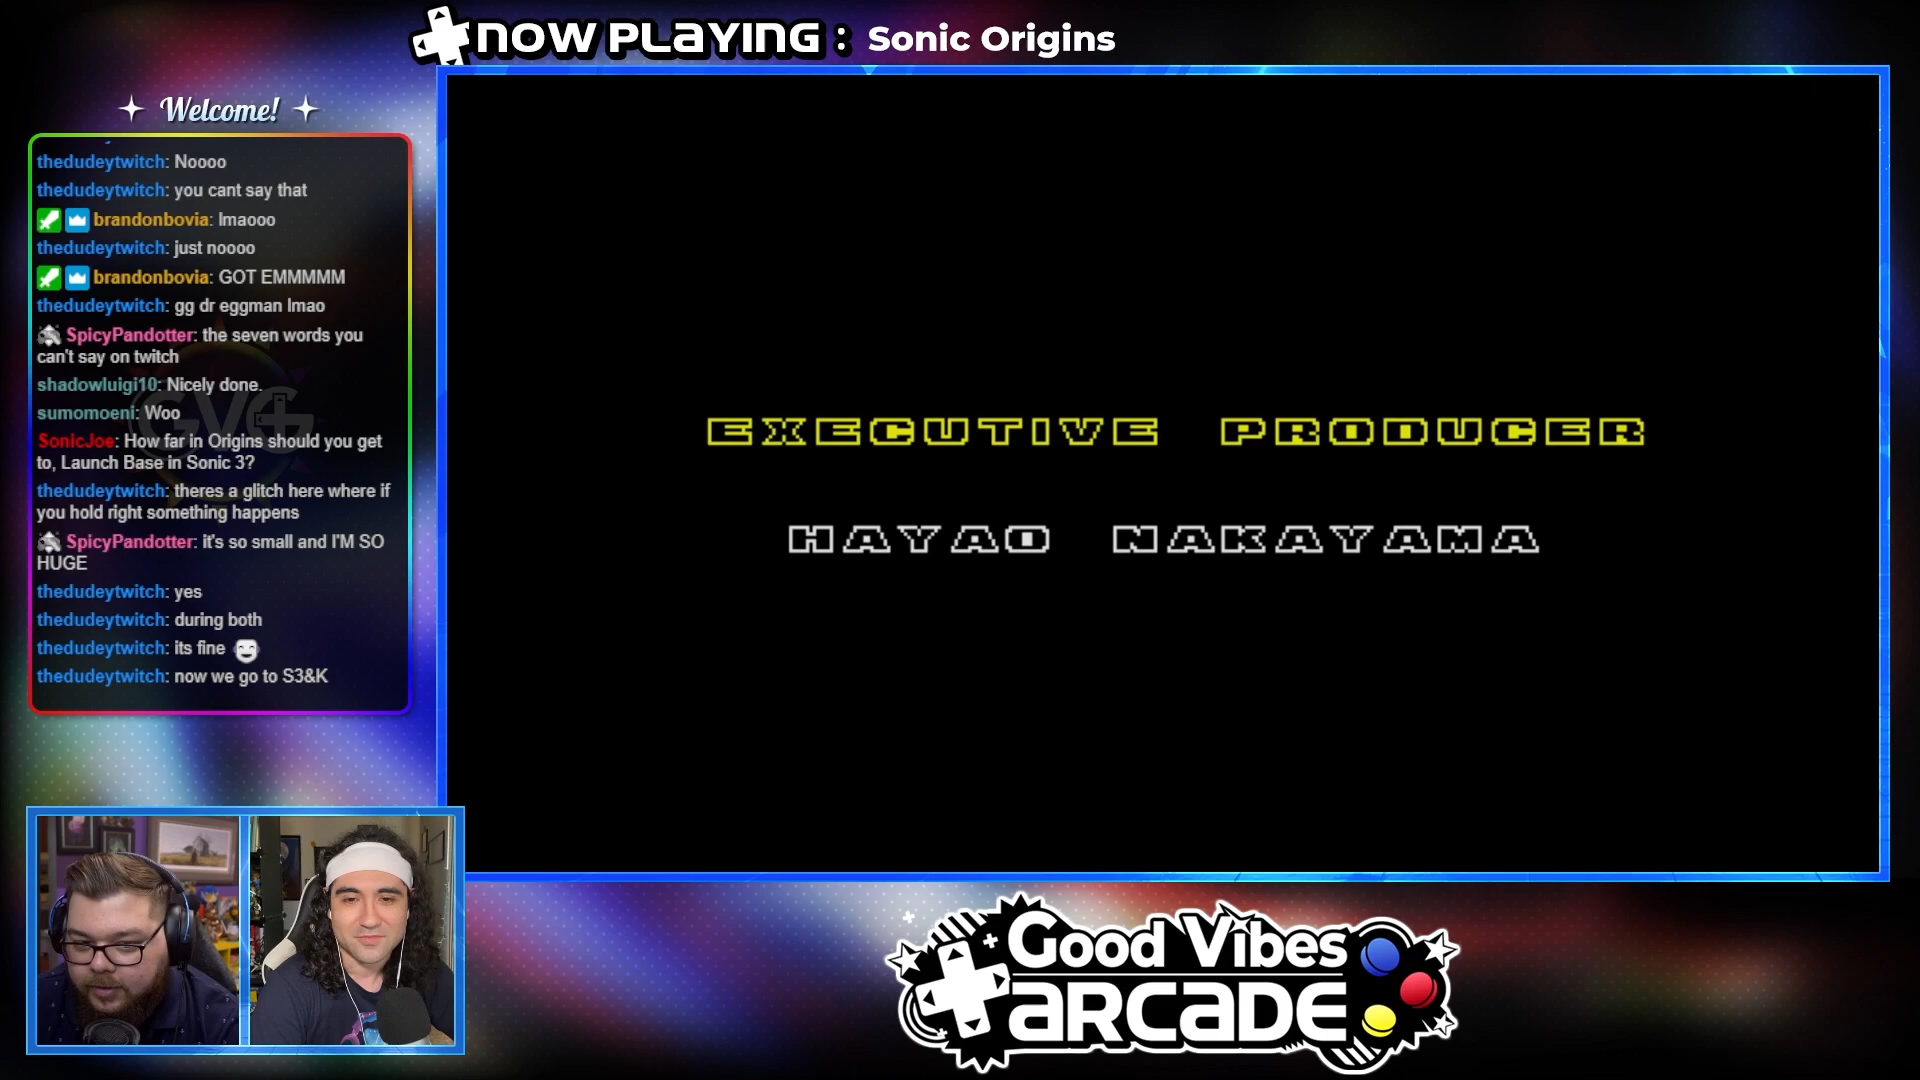 NOW PLAYING : Sonic Origins
Welcome!
thedudeytwitch: Noooo
thedudeytwitch: you cant say that
brandonbovia: lmaooo
thedudeytwitch: just noooo
brandonbovia: GOT EMMMMM
thedudeytwitch: gg dr eggman lmao
SpicyPandotter: the seven words you
can't say on twitch
shadowluigi10: Nicely done.
sumomoeni: Woo
SonicJoe: How far in Origins should you get
to, Launch Base in Sonic 3?
thedudeytwitch: theres a glitch here where if
you hold right something happens
SpicyPandotter: it's so small and I'M SO
HUGE
thedudeytwitch: yes
thedudeytwitch: during both
thedudeytwitch: its fine
thedudeytwitch: now we go to S3&K
GVG
EXECUTIVE PRODUCER
HAYAO NAKAYAMA
Good Vibes
ARCADE